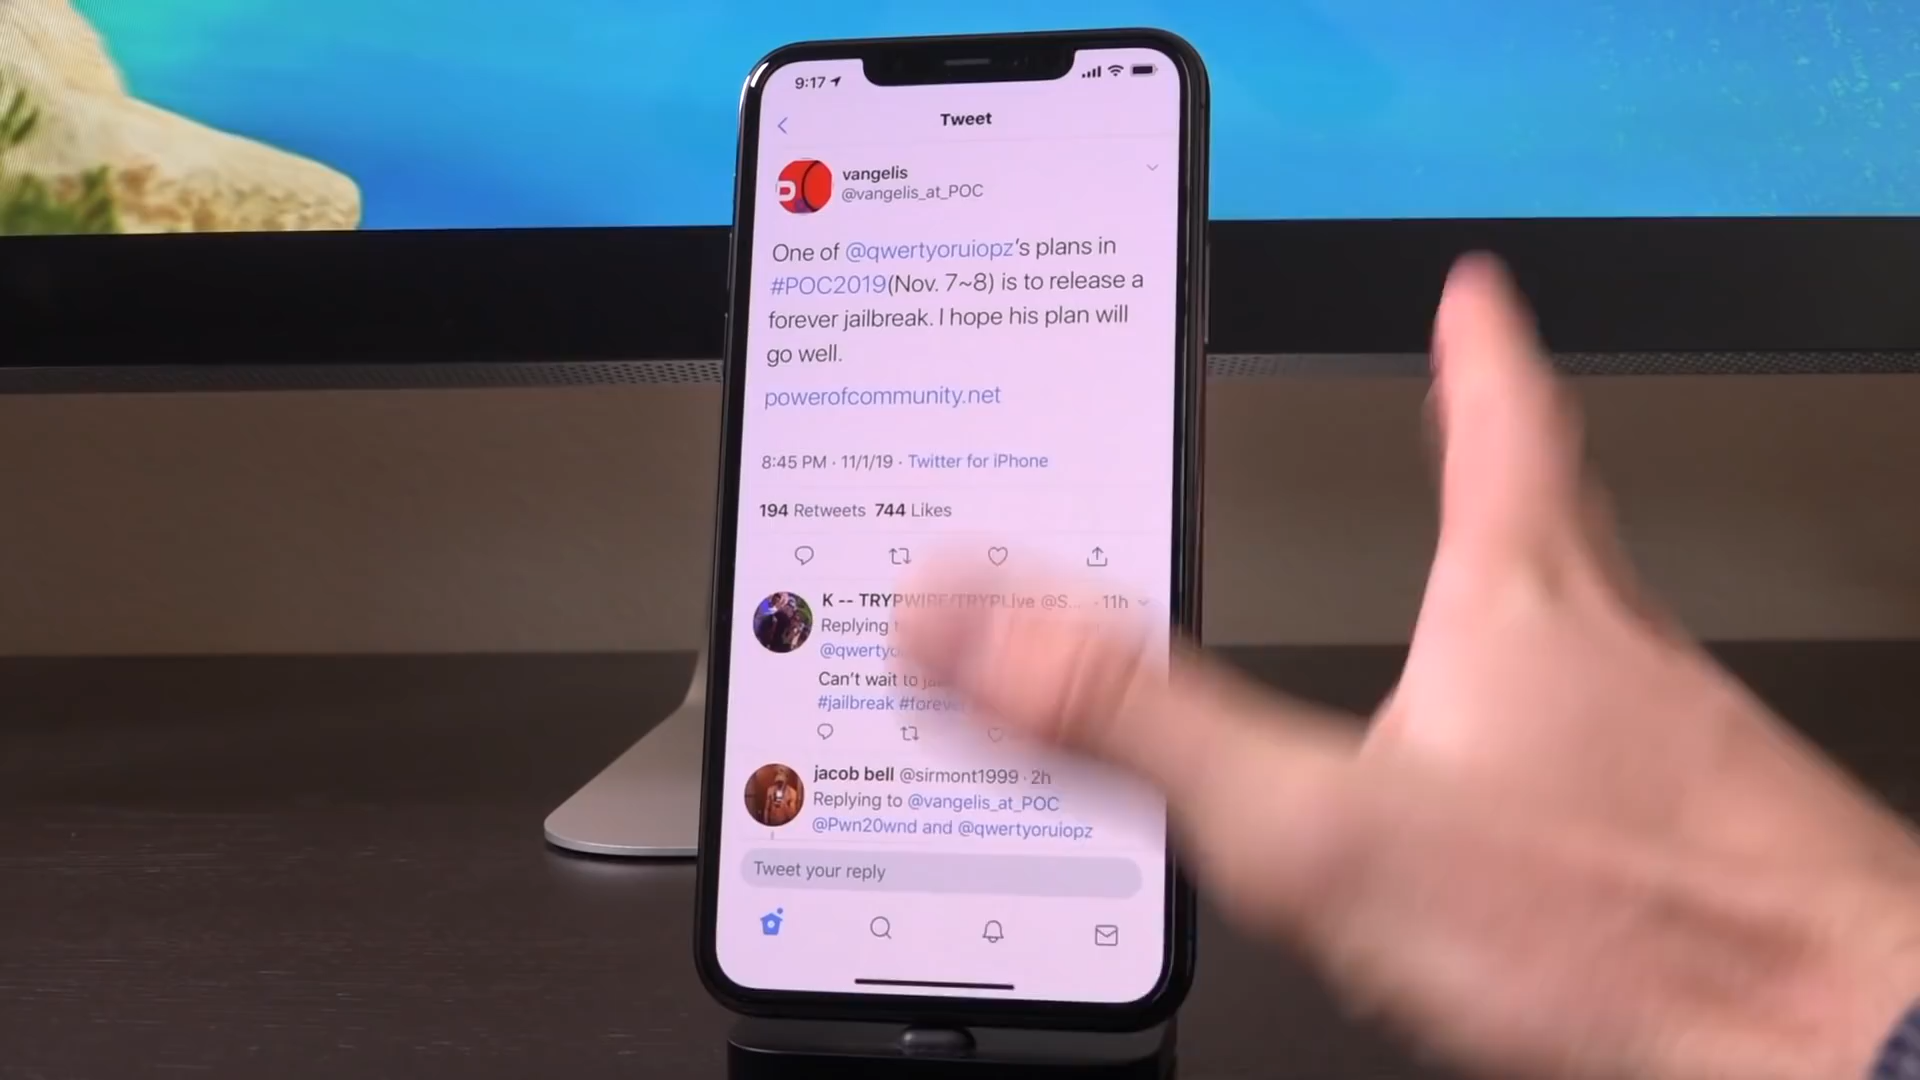 9:17
Tweet
vangelis
@vangelis_at_POC
One of @qwertyoruiopz's plans in
#POC2019(Nov. 7~8) is to release a
forever jailbreak. I hope his plan will
go well.
powerofcommunity.net
8:45 PM · 11/1/19 · Twitter for iPhone
194 Retweets 744 Likes
K -- TRYPWIRE/TRYPLive @S... · 11h
Replying
Can't wait to
#jailbreak
jacob bell @sirmont1999 · 2h
Replying to @vangelis_at_POC
@Pwn20wnd and @qwertyoruiopz
Tweet your reply